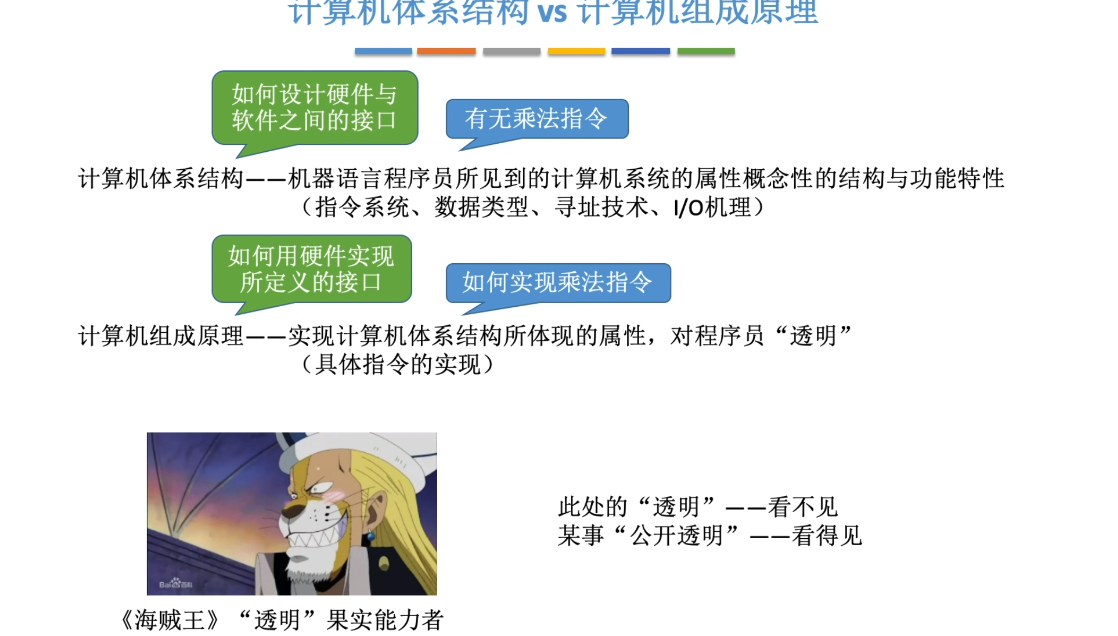 计算机体系结构 vs 计算机组成原理
如何设计硬件与
软件之间的接口
有无乘法指令
计算机体系结构——机器语言程序员所见到的计算机系统的属性概念性的结构与功能特性
（指令系统、数据类型、寻址技术、I/O机理）
如何用硬件实现
所定义的接口
如何实现乘法指令
计算机组成原理——实现计算机体系结构所体现的属性，对程序员“透明”
（具体指令的实现）
此处的“透明”——看不见
某事“公开透明”——看得见
Baidu百科
《海贼王》“透明”果实能力者